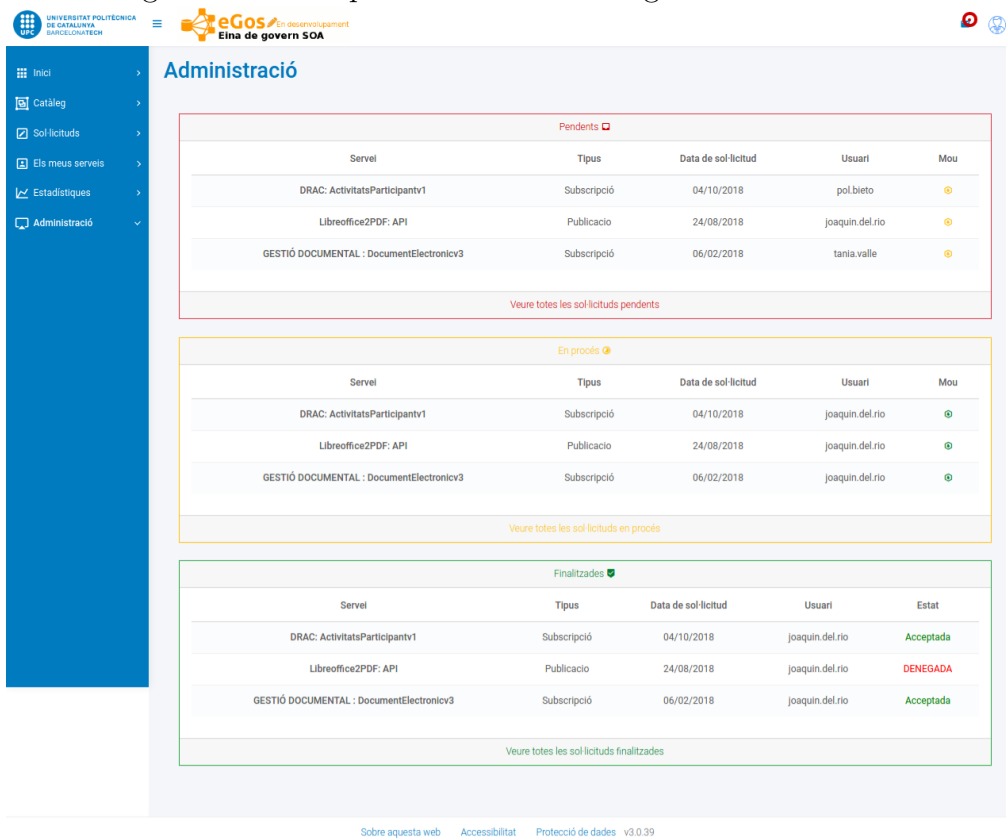 UNIVERSITAT POLITÈCNICA
DE CATALUNYA
BARCELONATECH
UPC
eGos En desenvolupament
Eina de govern SOA
Inici
Catàleg
Sol·licituds
Els meus serveis
Estadístiques
Administració
Administració
Pendents
Servei Tipus Data de sol·licitud Usuari Mou
DRAC: ActivitatsParticipantv1 Subscripció 04/10/2018 pol.bieto
Libreoffice2PDF: API Publicacio 24/08/2018 joaquin.del.rio
GESTIÓ DOCUMENTAL : DocumentElectronicv3 Subscripció 06/02/2018 tania.valle
Veure totes les sol·licituds pendents
En procés
Servei Tipus Data de sol·licitud Usuari Mou
DRAC: ActivitatsParticipantv1 Subscripció 04/10/2018 joaquin.del.rio
Libreoffice2PDF: API Publicacio 24/08/2018 joaquin.del.rio
GESTIÓ DOCUMENTAL : DocumentElectronicv3 Subscripció 06/02/2018 joaquin.del.rio
Veure totes les sol·licituds en procés
Finalitzades
Servei Tipus Data de sol·licitud Usuari Estat
DRAC: ActivitatsParticipantv1 Subscripció 04/10/2018 joaquin.del.rio Acceptada
Libreoffice2PDF: API Publicacio 24/08/2018 joaquin.del.rio DENEGADA
GESTIÓ DOCUMENTAL : DocumentElectronicv3 Subscripció 06/02/2018 joaquin.del.rio Acceptada
Veure totes les sol·licituds finalitzades
Sobre aquesta web Accessibilitat Protecció de dades v3.0.39